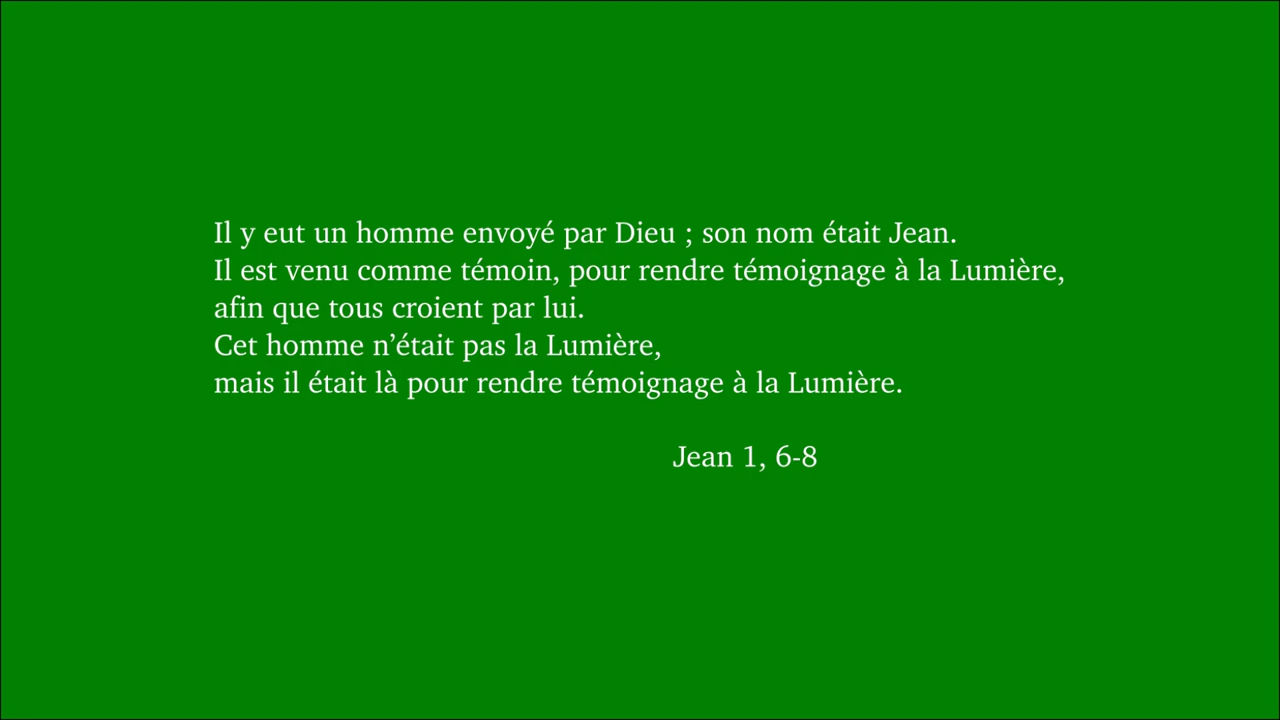 Il y eut un homme envoyé par Dieu ; son nom était Jean.
Il est venu comme témoin, pour rendre témoignage à la Lumière,
afin que tous croient par lui.
Cet homme n’était pas la Lumière,
mais il était là pour rendre témoignage à la Lumière.
Jean 1, 6-8